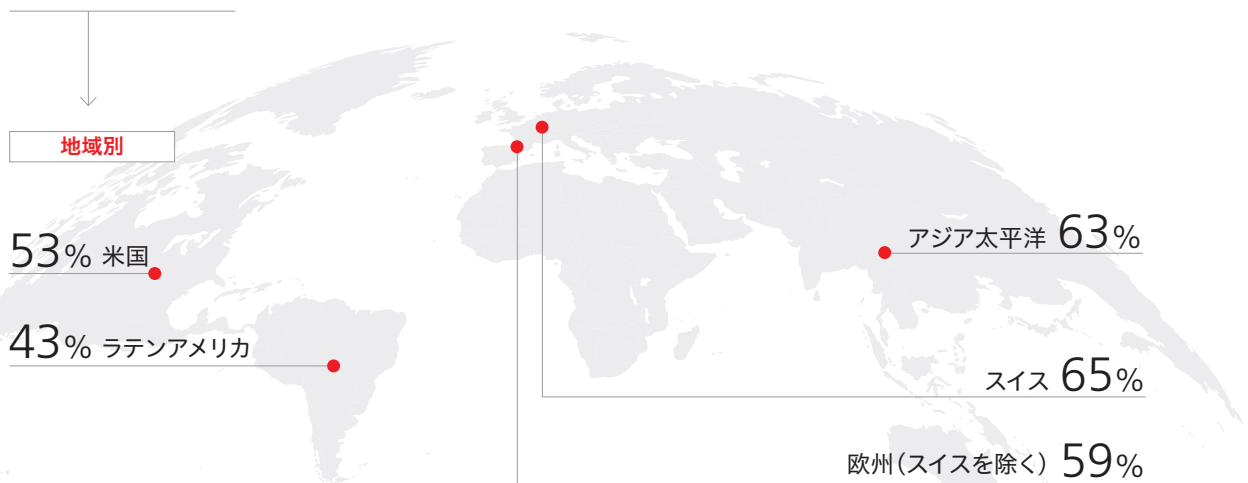 地域別
53% 米国
43% ラテンアメリカ
アジア太平洋 63%
スイス 65%
欧州(スイスを除く) 59%